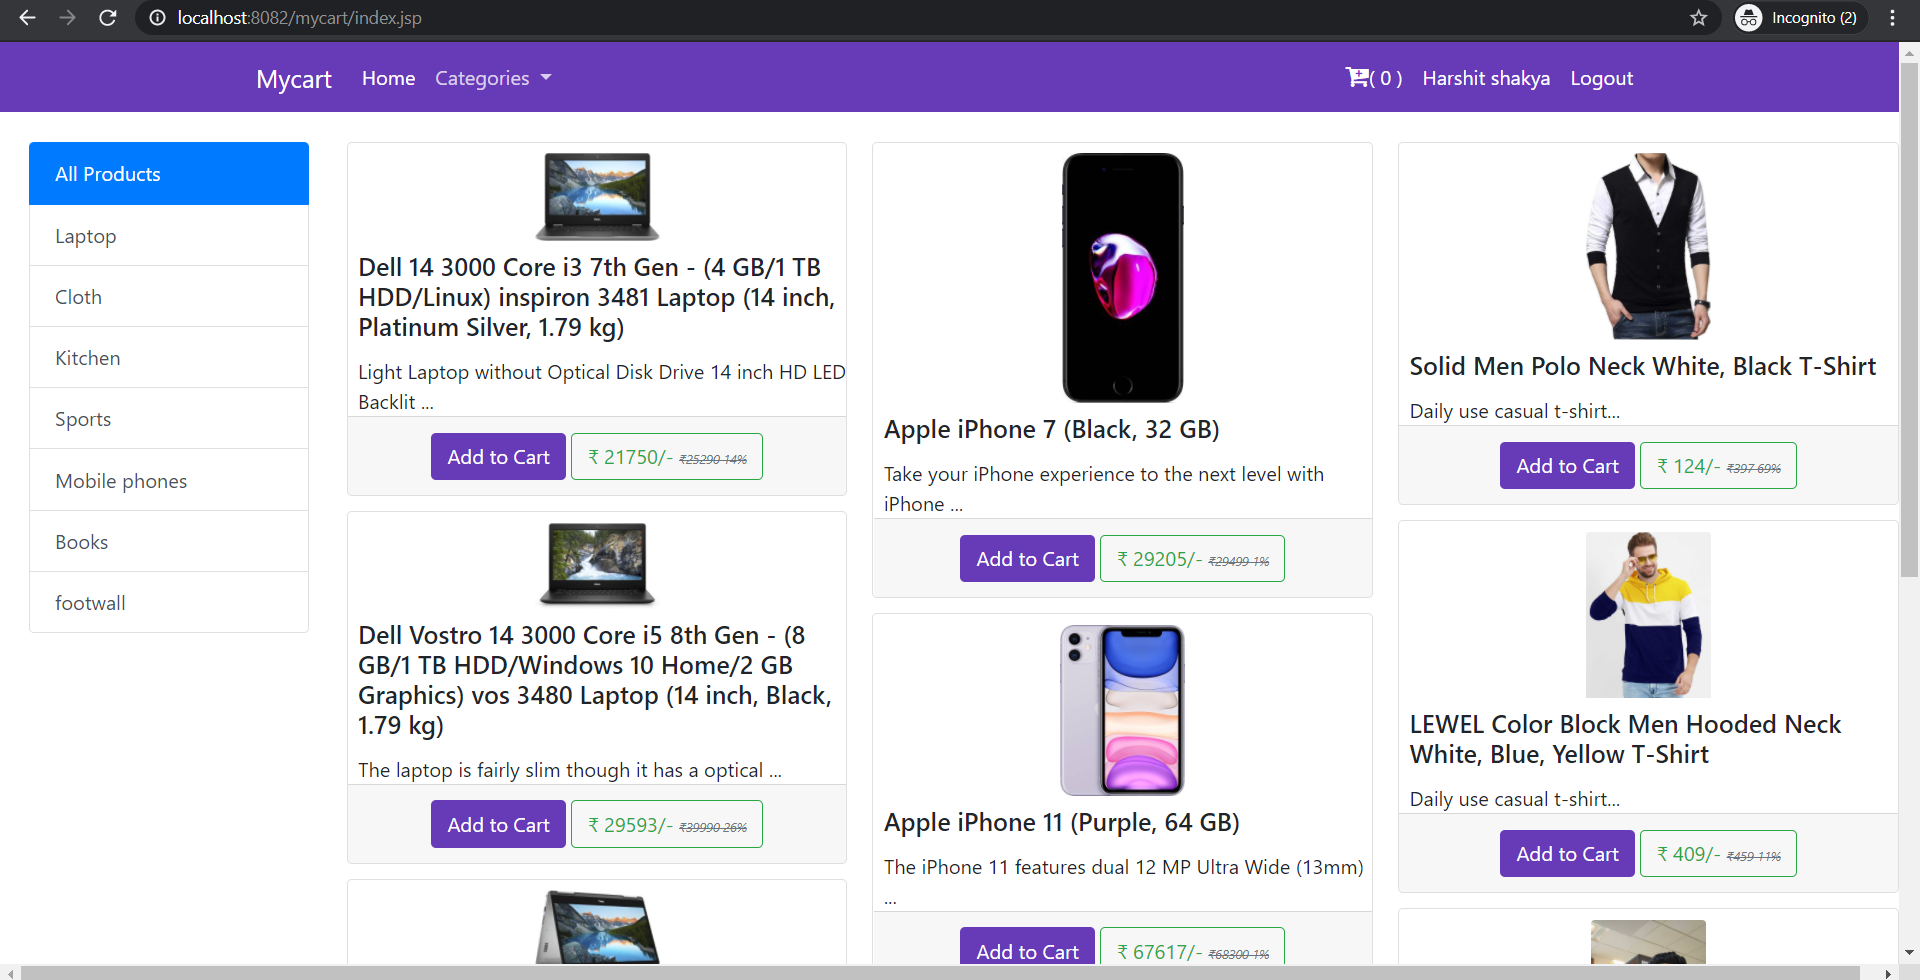 localhost:8082/mycart/index.jsp
Incognito (2)
Mycart
Home
Categories
( 0 )
Harshit shakya
Logout
All Products
Laptop
Cloth
Kitchen
Sports
Mobile phones
Books
footwall
Dell 14 3000 Core i3 7th Gen - (4 GB/1 TB
HDD/Linux) inspiron 3481 Laptop (14 inch,
Platinum Silver, 1.79 kg)
Light Laptop without Optical Disk Drive 14 inch HD LED
Backlit ...
Add to Cart
₹ 21750/- ₹25290 14%
Dell Vostro 14 3000 Core i5 8th Gen - (8
GB/1 TB HDD/Windows 10 Home/2 GB
Graphics) vos 3480 Laptop (14 inch, Black,
1.79 kg)
The laptop is fairly slim though it has a optical ...
Add to Cart
₹ 29593/- ₹39990 26%
Apple iPhone 7 (Black, 32 GB)
Take your iPhone experience to the next level with
iPhone ...
Add to Cart
₹ 29205/- ₹29499 1%
Apple iPhone 11 (Purple, 64 GB)
The iPhone 11 features dual 12 MP Ultra Wide (13mm)
...
Add to Cart
₹ 67617/- ₹68300 1%
Solid Men Polo Neck White, Black T-Shirt
Daily use casual t-shirt...
Add to Cart
₹ 124/- ₹397 69%
LEWEL Color Block Men Hooded Neck
White, Blue, Yellow T-Shirt
Daily use casual t-shirt...
Add to Cart
₹ 409/- ₹459 11%